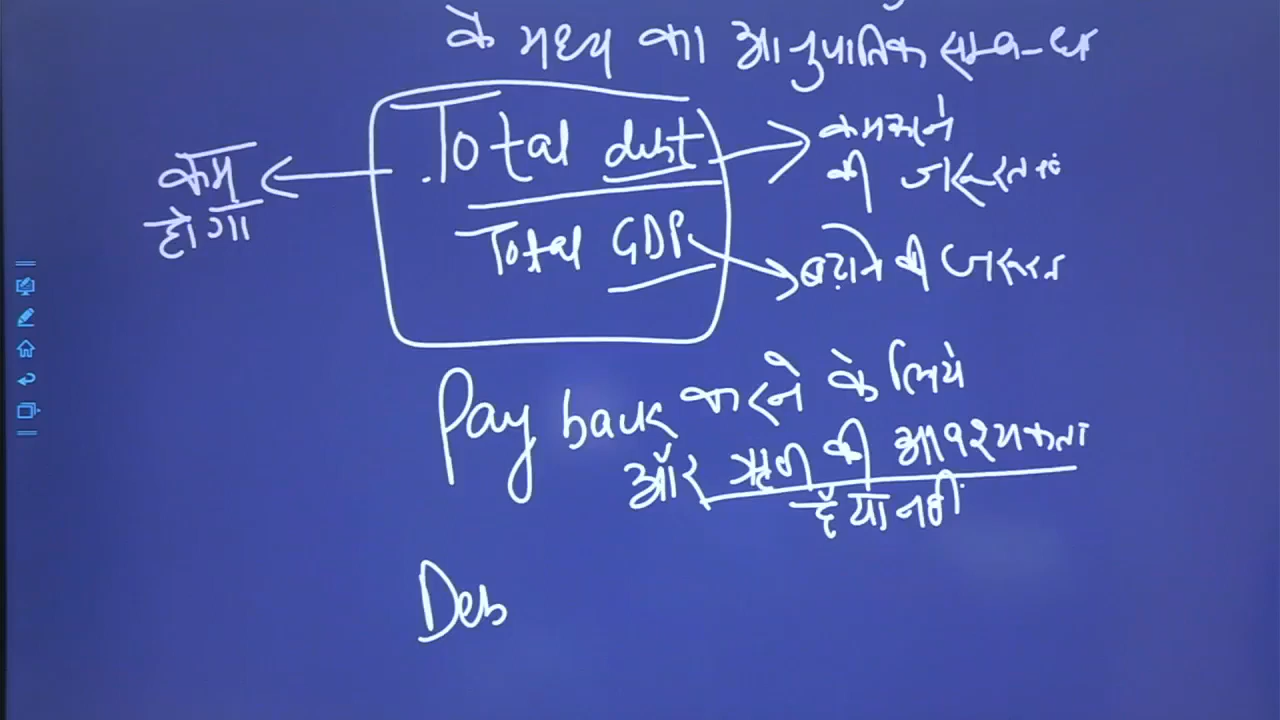 के मध्य का आनुपातिक सम्बन्ध
Total debt
Total GDP
कम
होगा
कम करने
की जरूरत है
बढ़ाने की जरूरत
Pay back करने के लिये
और ऋण की आवश्यकता
है या नहीं
Deb